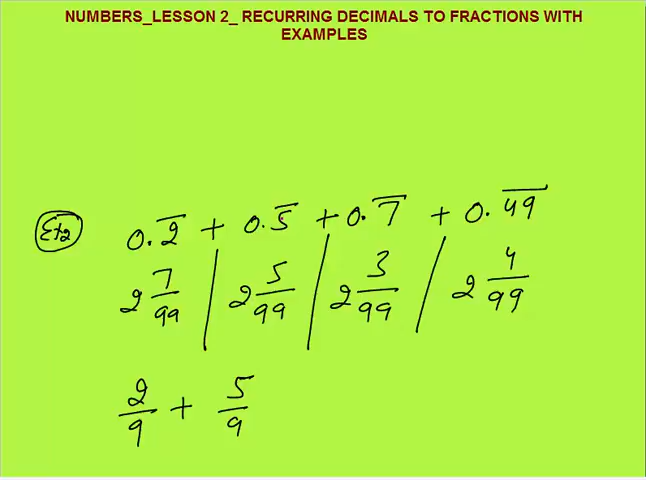 NUMBERS_LESSON 2_ RECURRING DECIMALS TO FRACTIONS WITH
EXAMPLES
Ex2 0.2̅ + 0.5̅ + 0.7̅ + 0.4̅9̅
2 7/99 | 2 5/99 | 2 3/99 | 2 4/99
2/9 + 5/9